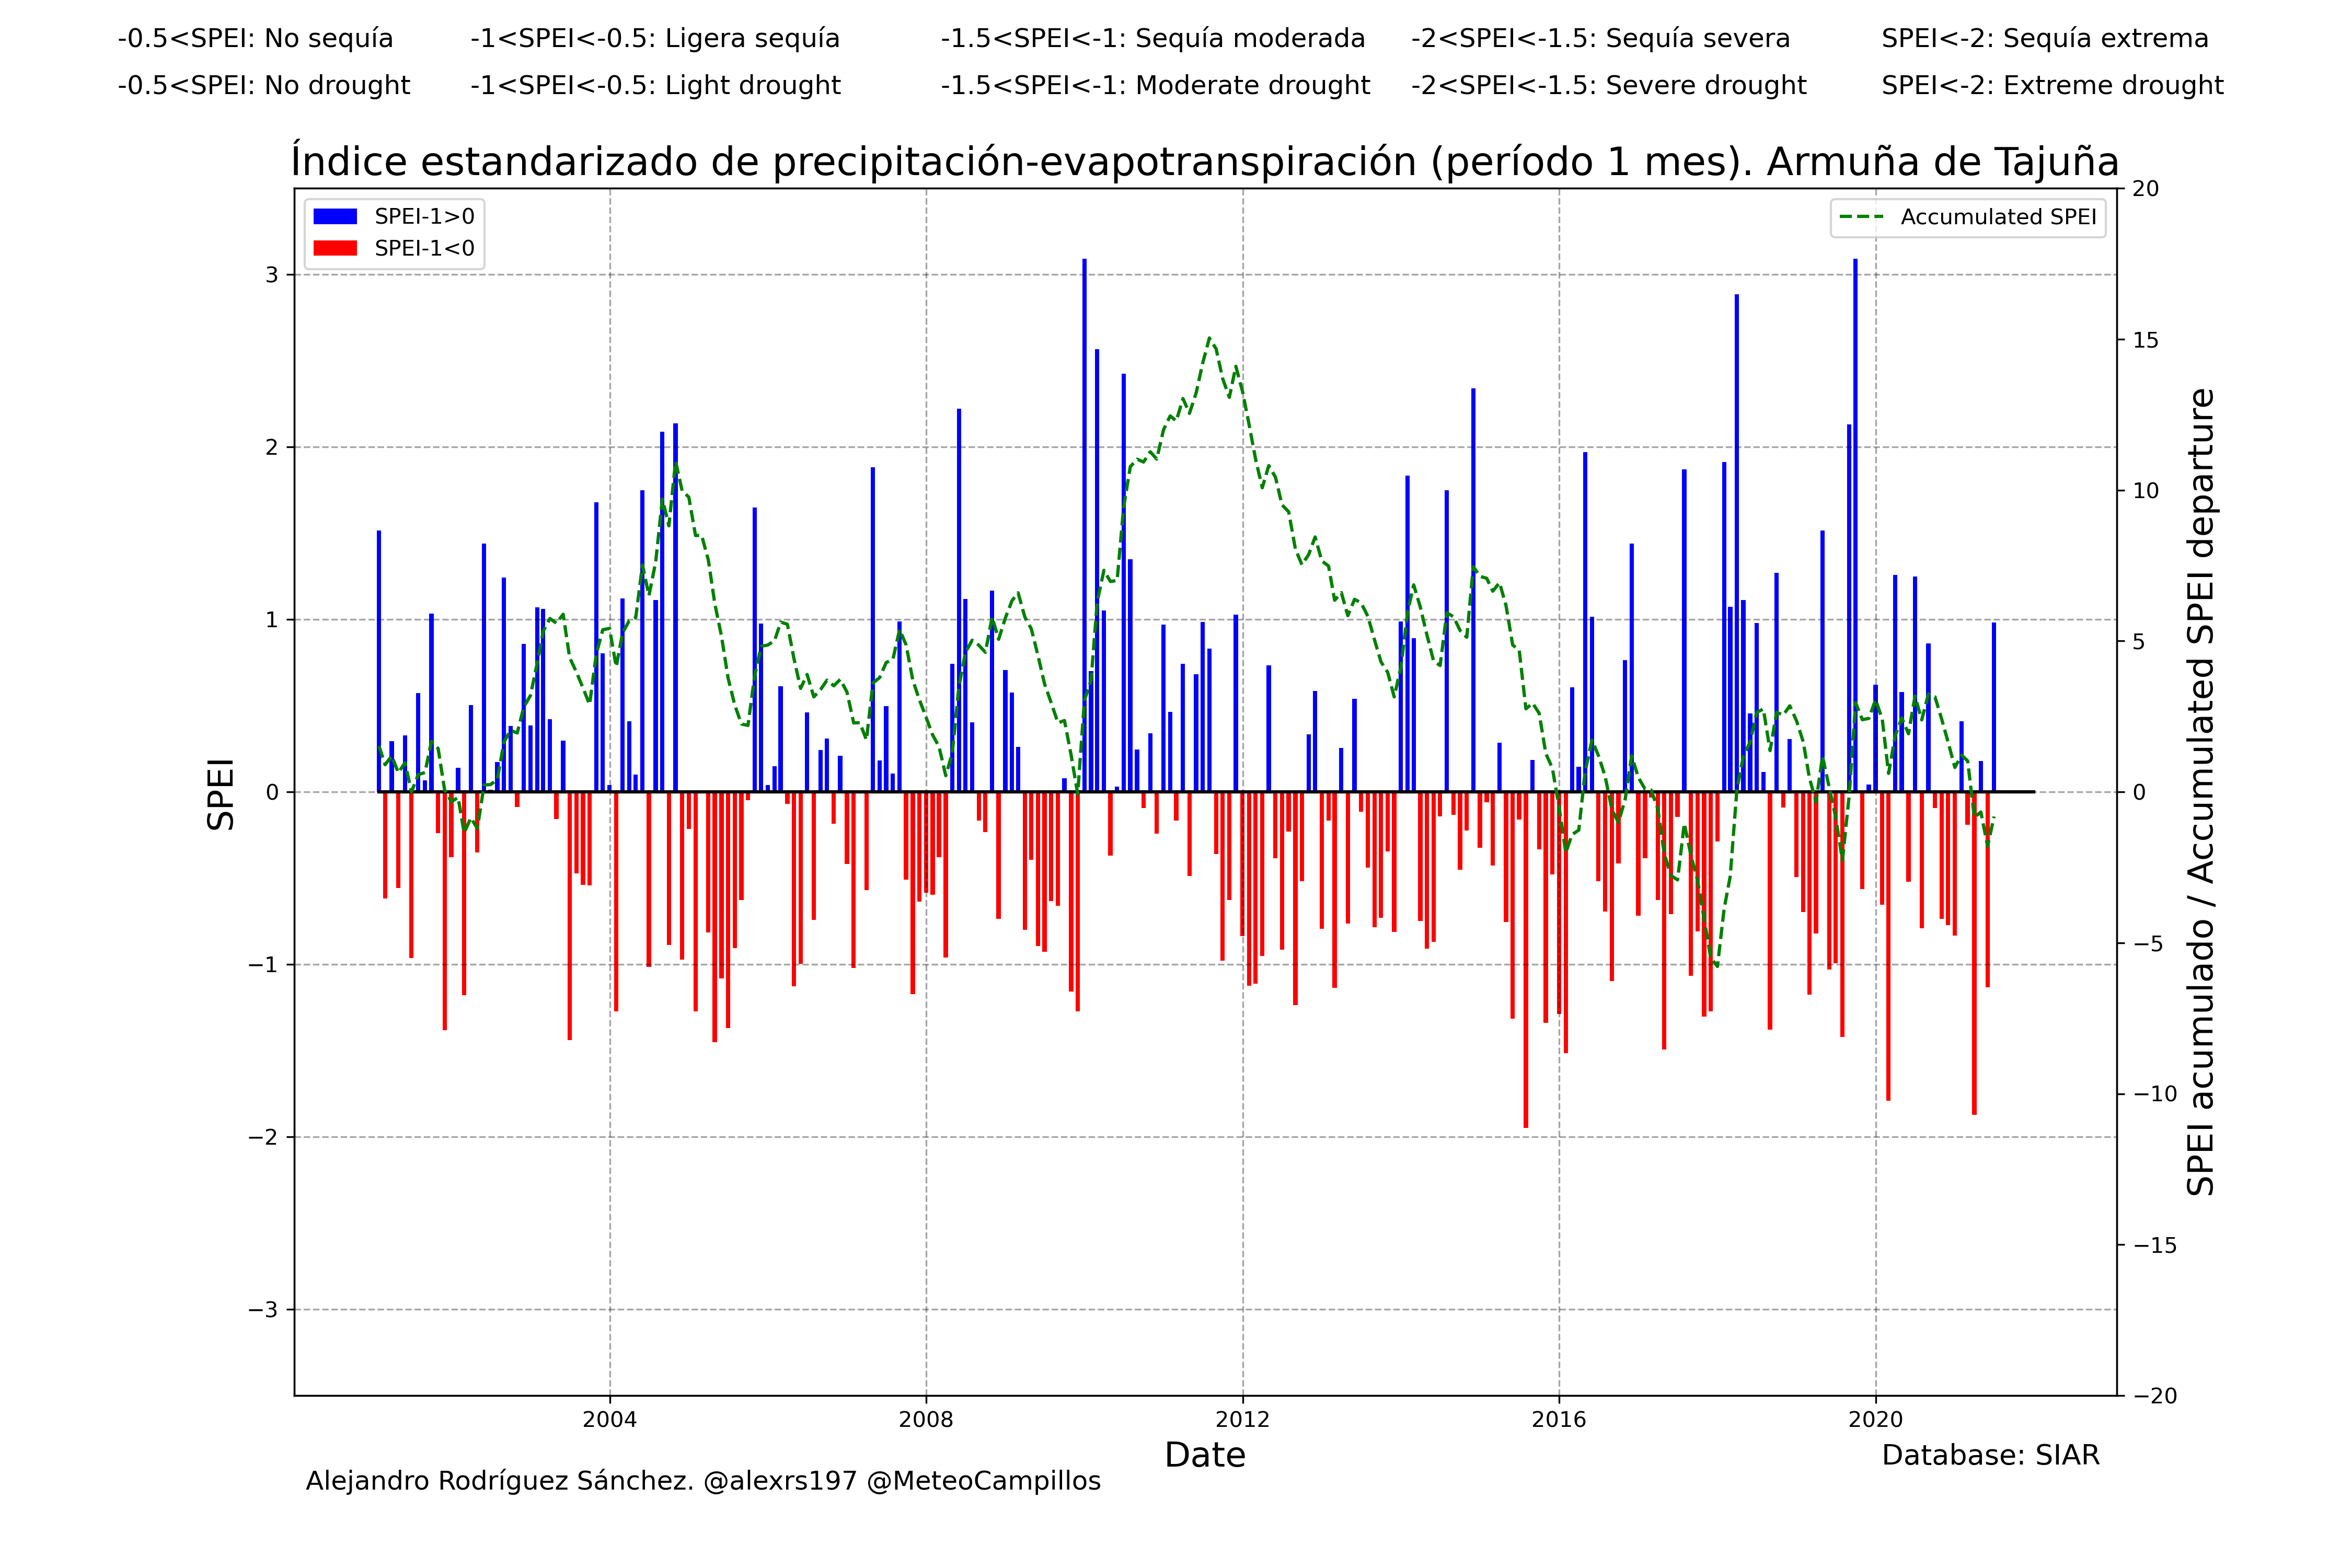 -0.5<SPEI: No sequía -1<SPEI<-0.5: Ligera sequía -1.5<SPEI<-1: Sequía moderada -2<SPEI<-1.5: Sequía severa SPEI<-2: Sequía extrema
-0.5<SPEI: No drought -1<SPEI<-0.5: Light drought -1.5<SPEI<-1: Moderate drought -2<SPEI<-1.5: Severe drought SPEI<-2: Extreme drought
Índice estandarizado de precipitación-evapotranspiración (período 1 mes). Armuña de Tajuña
SPEI-1>0
SPEI-1<0
Accumulated SPEI
SPEI
3
2
1
0
−1
−2
−3
20
15
10
5
0
−5
−10
−15
−20
SPEI acumulado / Accumulated SPEI departure
2004 2008 2012 2016 2020
Date
Database: SIAR
Alejandro Rodríguez Sánchez. @alexrs197 @MeteoCampillos